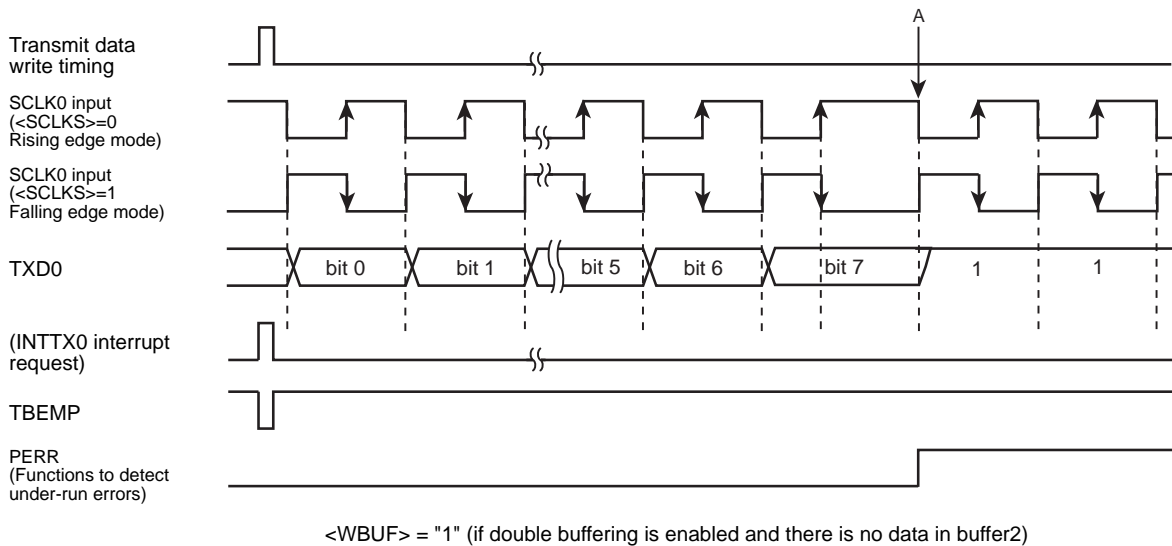 A
Transmit data
write timing
SCLK0 input
(<SCLKS>=0
Rising edge mode)
SCLK0 input
(<SCLKS>=1
Falling edge mode)
TXD0
bit 0
bit 1
bit 5
bit 6
bit 7
1
1
(INTTX0 interrupt
request)
TBEMP
PERR
(Functions to detect
under-run errors)
<WBUF> = "1" (if double buffering is enabled and there is no data in buffer2)